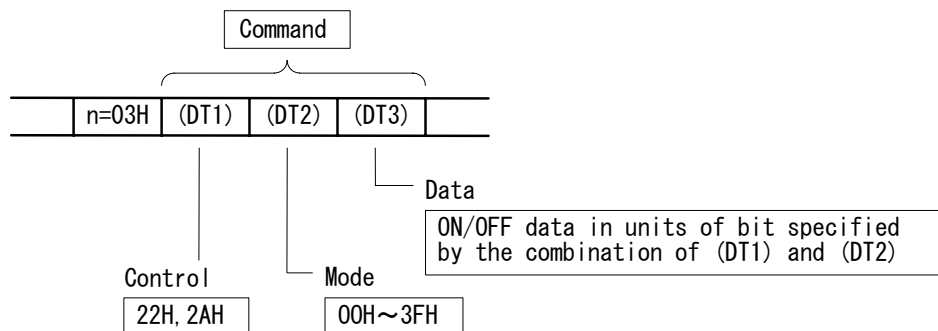 Command
n=03H (DT1) (DT2) (DT3)
Data
ON/OFF data in units of bit specified
by the combination of (DT1) and (DT2)
Control Mode
22H, 2AH 00H～3FH